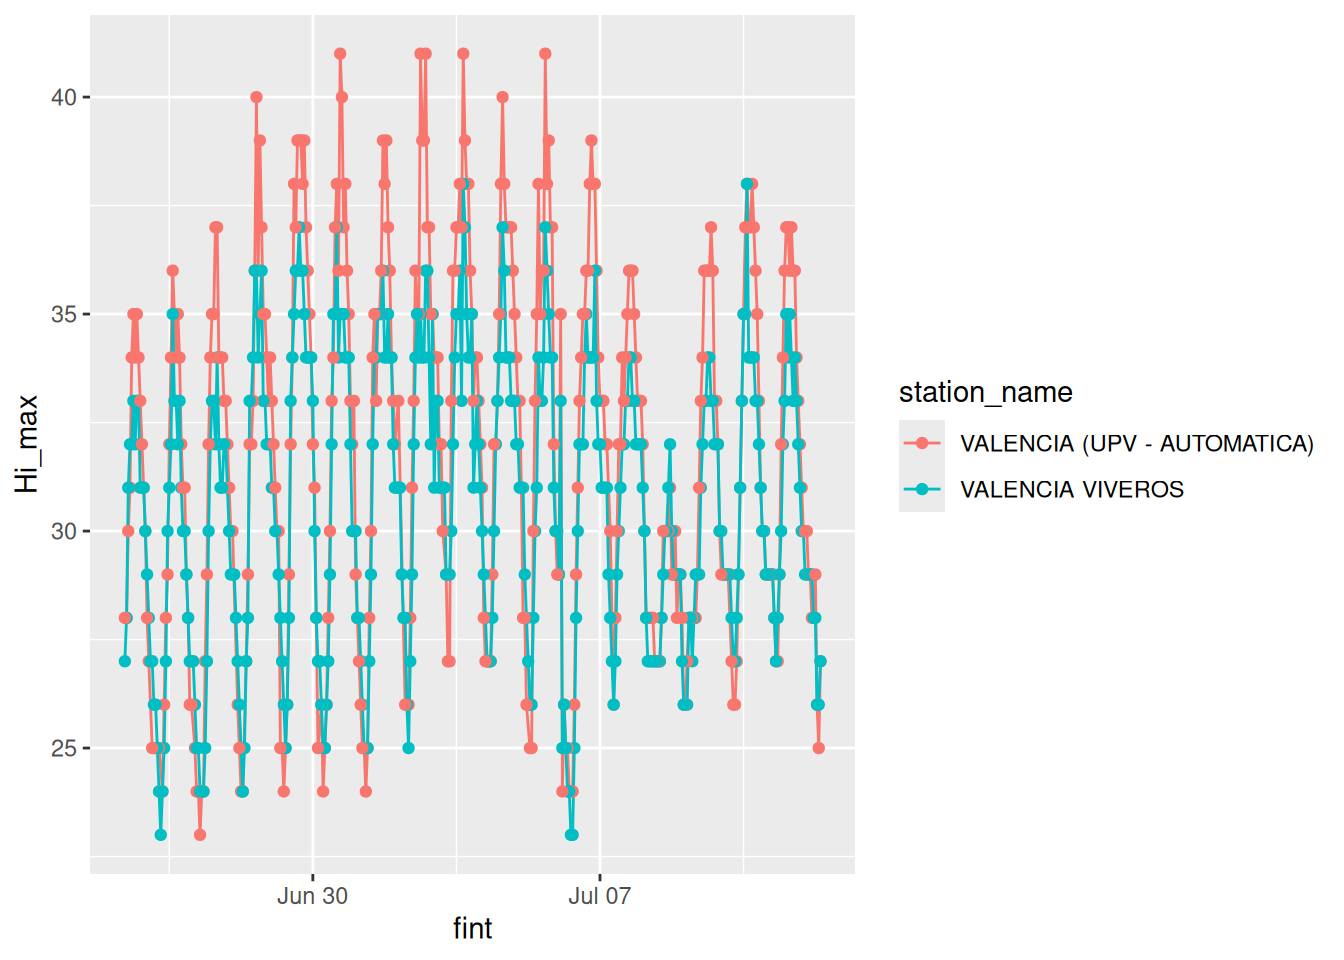 40
35
30
25
Hi_max
Jun 30
Jul 07
fint
station_name
VALENCIA (UPV - AUTOMATICA)
VALENCIA VIVEROS